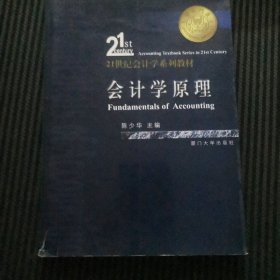 21st
Century
Accounting Textbook Series in 21st Century
21世纪会计学系列教材
会计学原理
Fundamentals of Accounting
陈少华 主编
厦门大学出版社